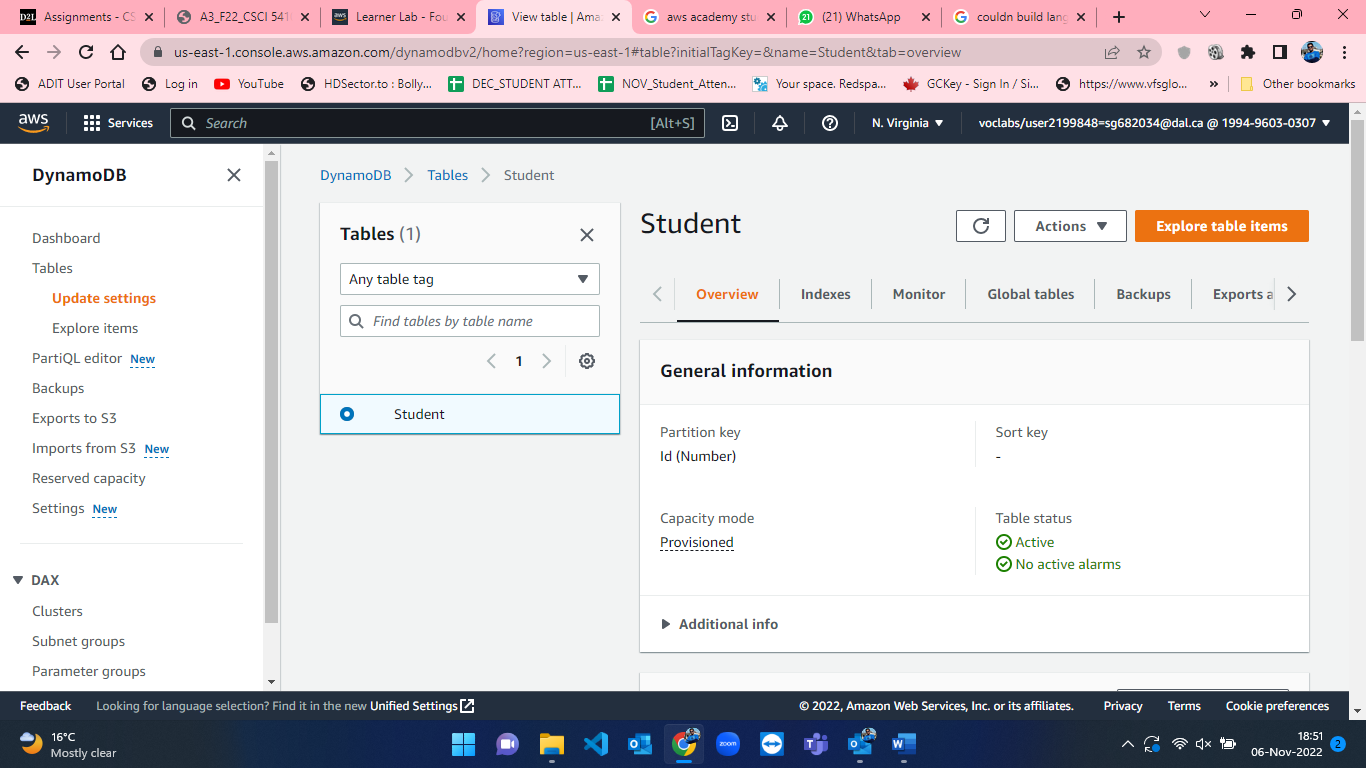 Assignments - CS
A3_F22_CSCI 541
Learner Lab - Fou
View table | Ama
aws academy stu
(21) WhatsApp
couldn build lang
us-east-1.console.aws.amazon.com/dynamodbv2/home?region=us-east-1#table?initialTagKey=&name=Student&tab=overview
ADIT User Portal
Log in
YouTube
HDSector.to : Bolly...
DEC_STUDENT ATT...
NOV_Student_Atten...
Your space. Redspa...
GCKey - Sign In / Si...
https://www.vfsglo...
»
Other bookmarks
aws
Services
Search
[Alt+S]
N. Virginia
voclabs/user2199848=sg682034@dal.ca @ 1994-9603-0307
DynamoDB
Dashboard
Tables
Update settings
Explore items
PartiQL editor New
Backups
Exports to S3
Imports from S3 New
Reserved capacity
Settings New
DAX
Clusters
Subnet groups
Parameter groups
DynamoDB
Tables
Student
Tables (1)
Any table tag
Find tables by table name
1
Student
Student
Actions
Explore table items
Overview
Indexes
Monitor
Global tables
Backups
Exports a
General information
Partition key
Id (Number)
Sort key
-
Capacity mode
Provisioned
Table status
Active
No active alarms
Additional info
Feedback
Looking for language selection? Find it in the new Unified Settings
© 2022, Amazon Web Services, Inc. or its affiliates.
Privacy
Terms
Cookie preferences
16°C
Mostly clear
zoom
18:51
06-Nov-2022
2